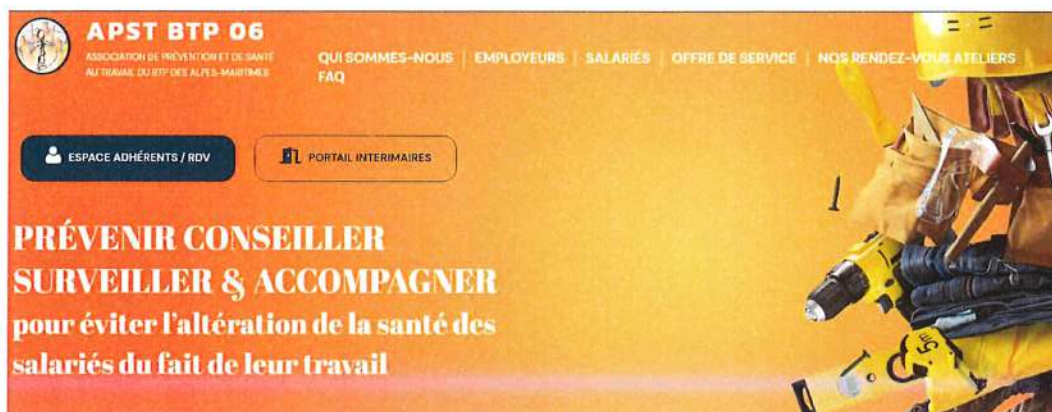 APST BTP 06
ASSOCIATION DE PRÉVENTION ET DE SANTÉ
AU TRAVAIL DU BTP DES ALPES-MARITIMES
QUI SOMMES-NOUS | EMPLOYEURS | SALARIÉS | OFFRE DE SERVICE | NOS RENDEZ-VOUS ATELIERS |
FAQ
ESPACE ADHÉRENTS / RDV
PORTAIL INTERIMAIRES
PRÉVENIR CONSEILLER
SURVEILLER & ACCOMPAGNER
pour éviter l'altération de la santé des
salariés du fait de leur travail
5m